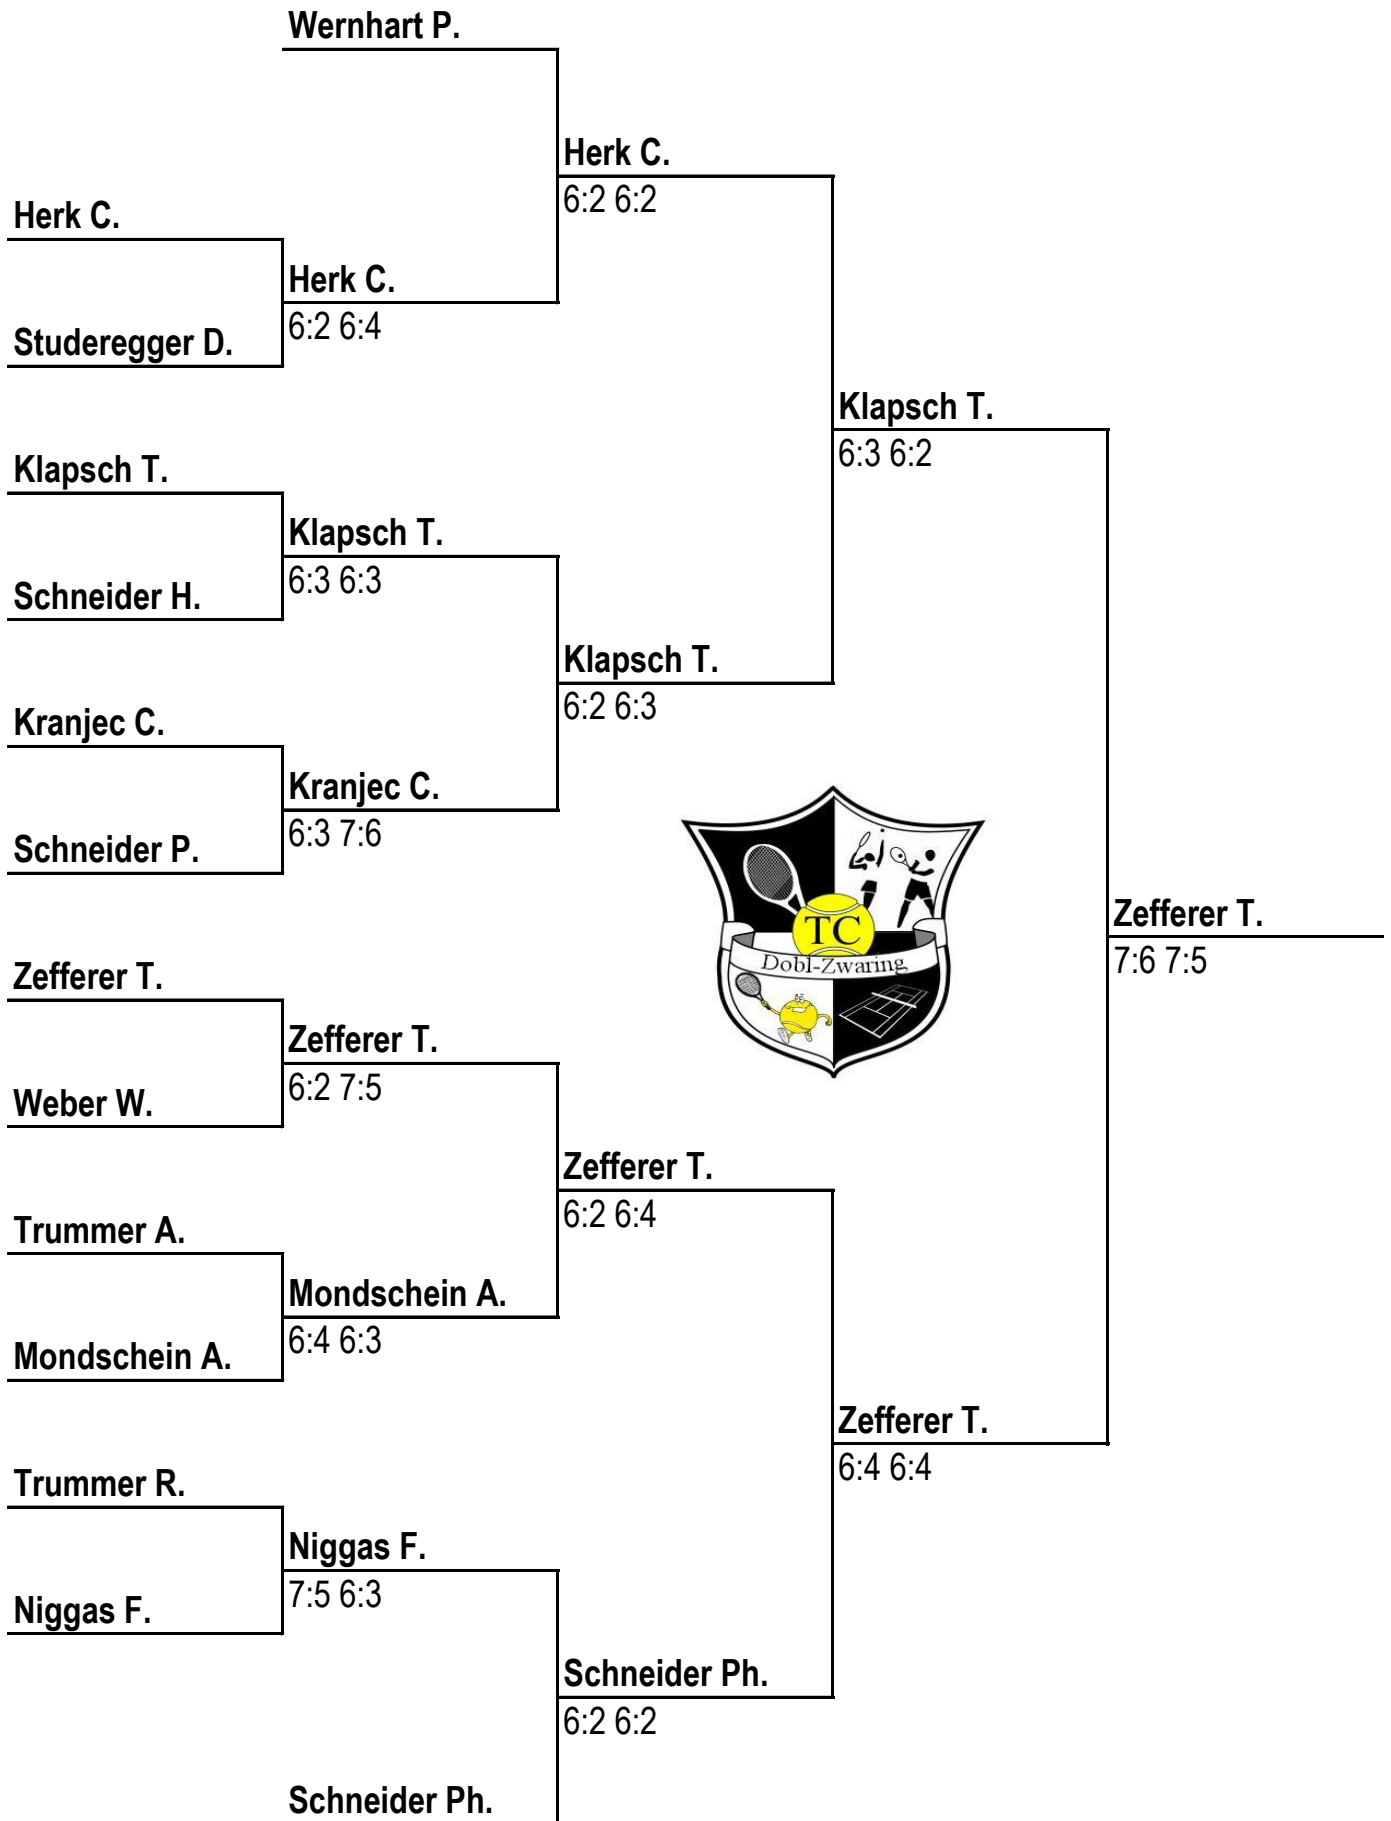 Wernhart P.
Herk C.
6:2 6:2
Herk C.
Herk C.
6:2 6:4
Studeregger D.
Klapsch T.
6:3 6:2
Klapsch T.
Klapsch T.
6:3 6:3
Schneider H.
Klapsch T.
6:2 6:3
Kranjec C.
Kranjec C.
6:3 7:6
Schneider P.
TC
Dobl-Zwaring
Zefferer T.
7:6 7:5
Zefferer T.
Zefferer T.
6:2 7:5
Weber W.
Zefferer T.
6:2 6:4
Trummer A.
Mondschein A.
6:4 6:3
Mondschein A.
Zefferer T.
6:4 6:4
Trummer R.
Niggas F.
7:5 6:3
Niggas F.
Schneider Ph.
6:2 6:2
Schneider Ph.